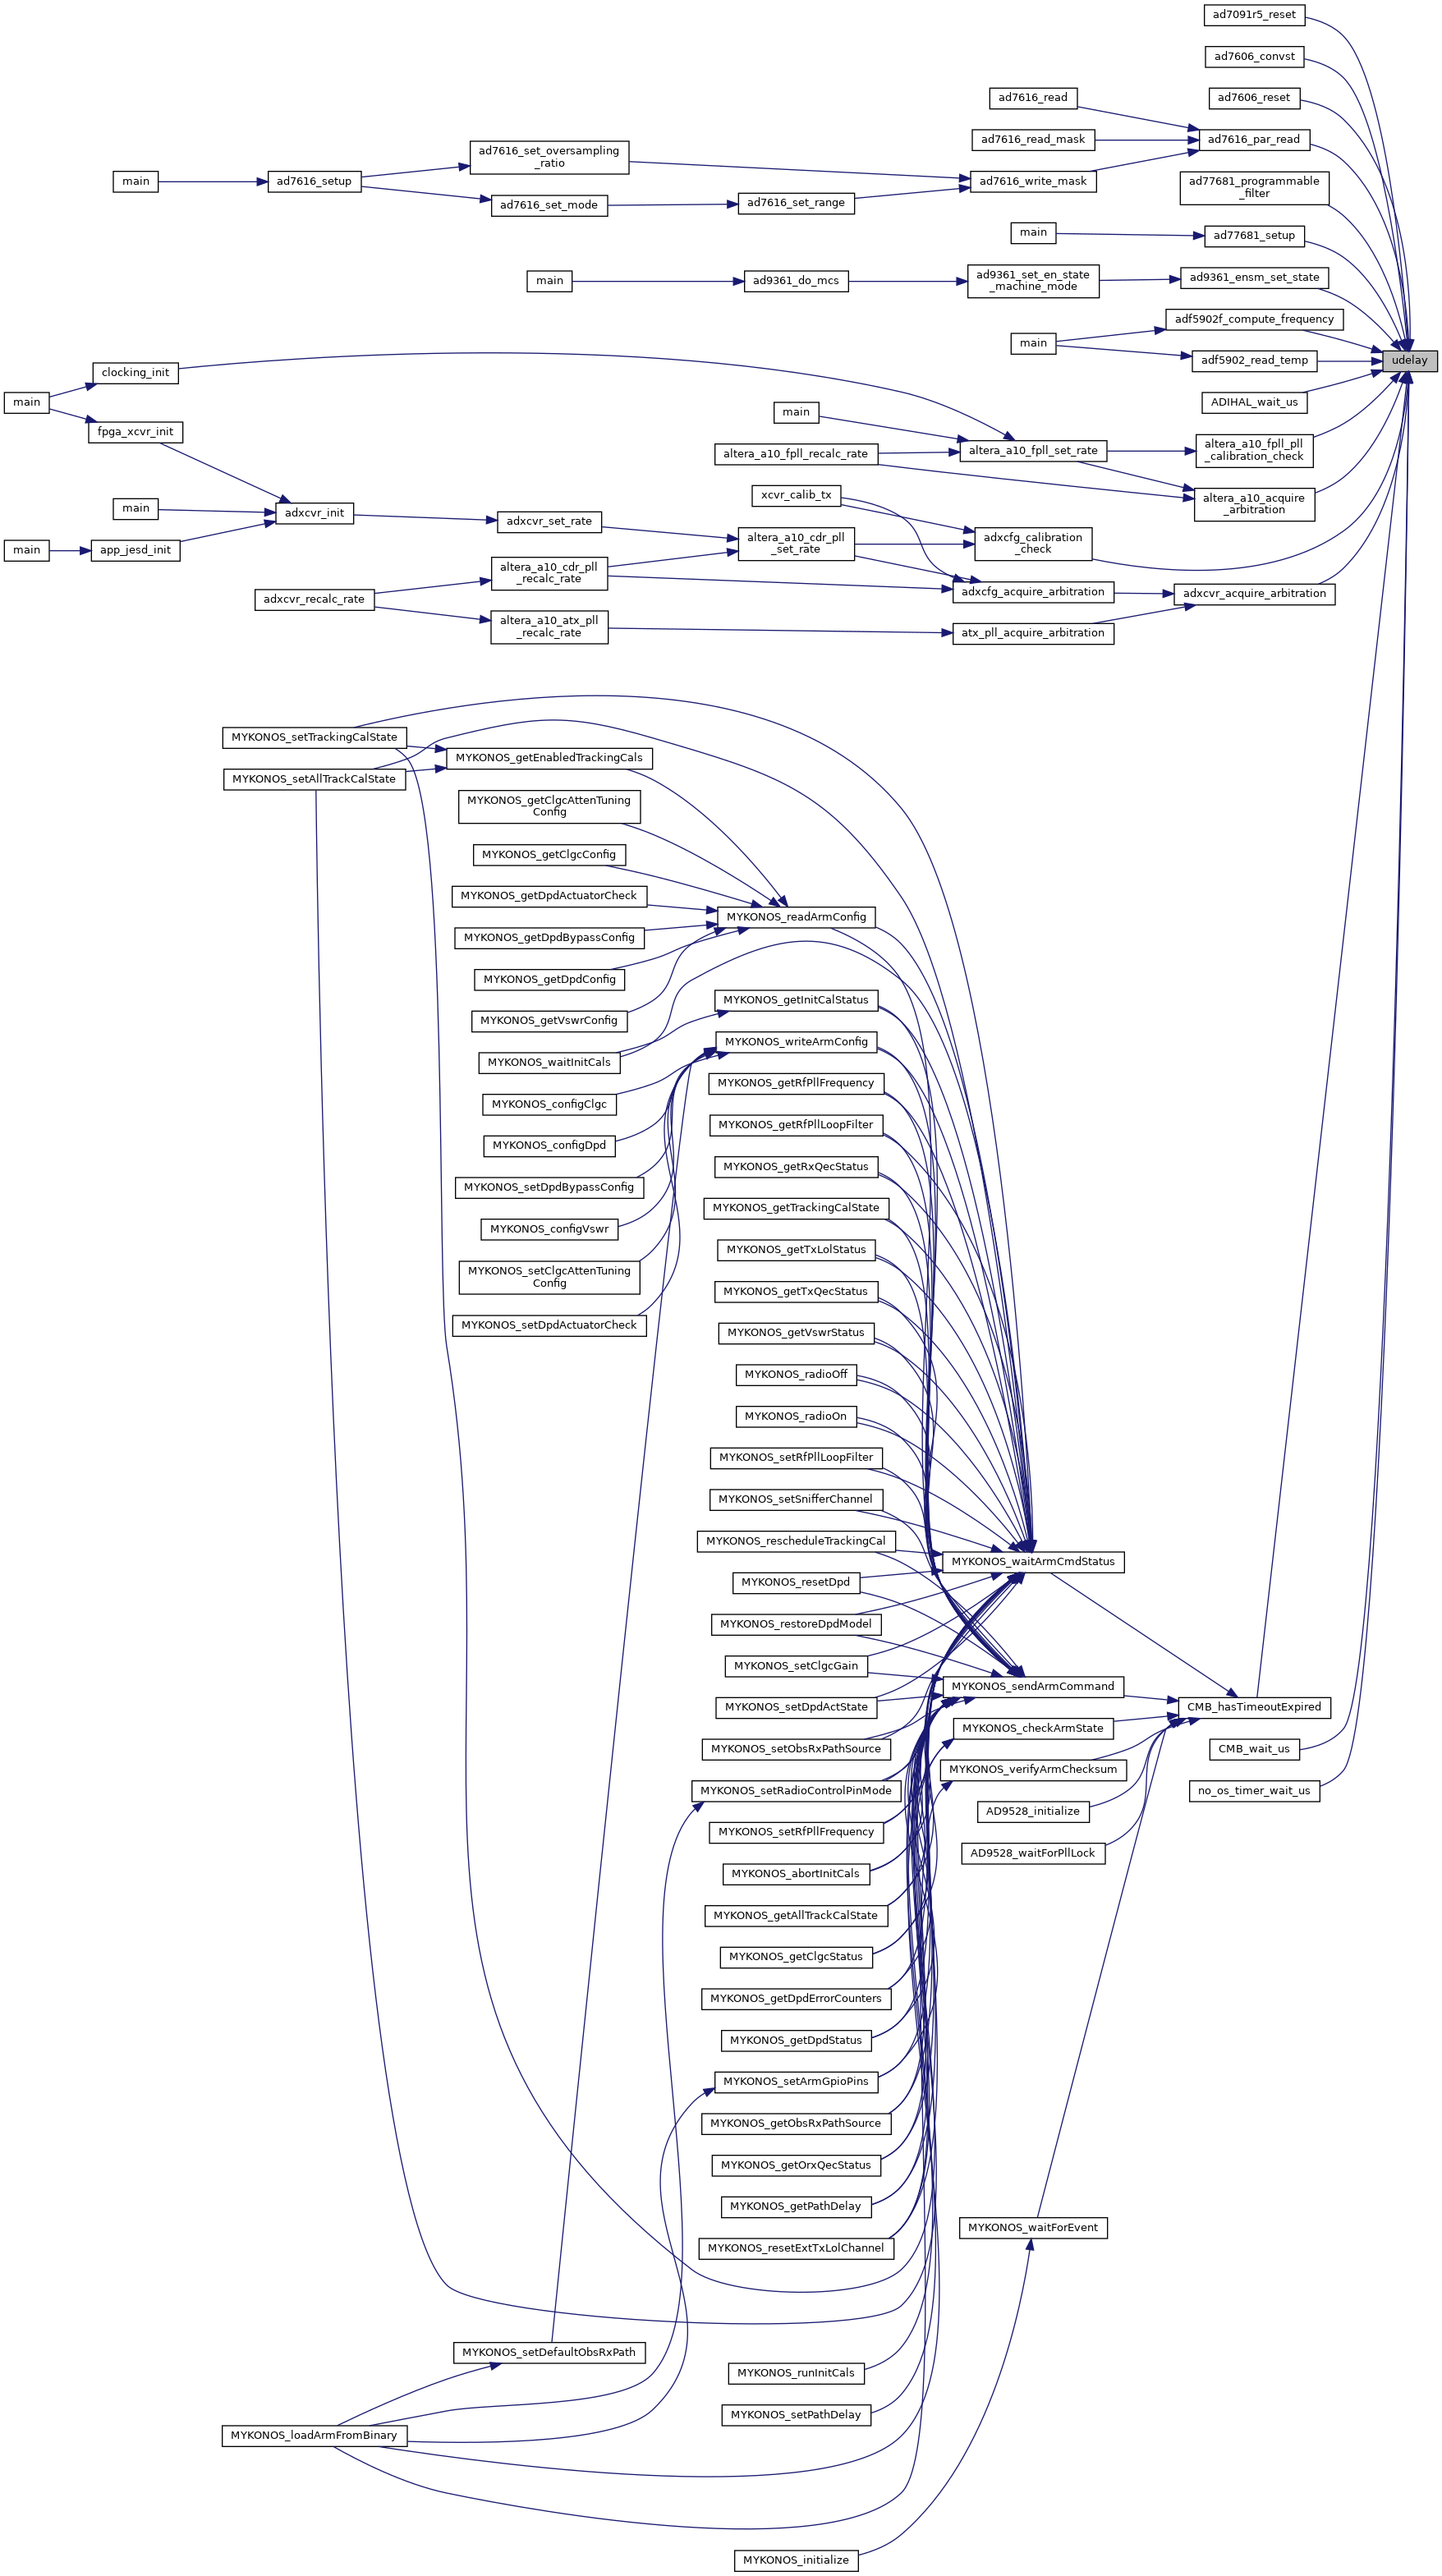 ad7091r5_reset
ad7606_convst
ad7606_reset
ad7616_read
ad7616_read_mask
ad7616_par_read
ad7616_set_oversampling
_ratio
main
ad7616_setup
ad7616_write_mask
ad77681_programmable
_filter
ad7616_set_mode
ad7616_set_range
main
ad77681_setup
main
ad9361_do_mcs
ad9361_set_en_state
_machine_mode
ad9361_ensm_set_state
adf5902f_compute_frequency
main
adf5902_read_temp
udelay
clocking_init
main
ADIHAL_wait_us
main
fpga_xcvr_init
altera_a10_fpll_recalc_rate
altera_a10_fpll_set_rate
altera_a10_fpll_pll
_calibration_check
xcvr_calib_tx
altera_a10_acquire
_arbitration
main
adxcvr_init
adxcvr_set_rate
main
app_jesd_init
altera_a10_cdr_pll
_set_rate
adxcfg_calibration
_check
altera_a10_cdr_pll
_recalc_rate
adxcvr_recalc_rate
adxcfg_acquire_arbitration
adxcvr_acquire_arbitration
altera_a10_atx_pll
_recalc_rate
atx_pll_acquire_arbitration
MYKONOS_setTrackingCalState
MYKONOS_getEnabledTrackingCals
MYKONOS_setAllTrackCalState
MYKONOS_getClgcAttenTuning
Config
MYKONOS_getClgcConfig
MYKONOS_getDpdActuatorCheck
MYKONOS_readArmConfig
MYKONOS_getDpdBypassConfig
MYKONOS_getDpdConfig
MYKONOS_getInitCalStatus
MYKONOS_getVswrConfig
MYKONOS_writeArmConfig
MYKONOS_waitInitCals
MYKONOS_getRfPllFrequency
MYKONOS_configClgc
MYKONOS_getRfPllLoopFilter
MYKONOS_configDpd
MYKONOS_getRxQecStatus
MYKONOS_setDpdBypassConfig
MYKONOS_getTrackingCalState
MYKONOS_configVswr
MYKONOS_getTxLolStatus
MYKONOS_setClgcAttenTuning
Config
MYKONOS_getTxQecStatus
MYKONOS_setDpdActuatorCheck
MYKONOS_getVswrStatus
MYKONOS_radioOff
MYKONOS_radioOn
MYKONOS_setRfPllLoopFilter
MYKONOS_setSnifferChannel
MYKONOS_rescheduleTrackingCal
MYKONOS_waitArmCmdStatus
MYKONOS_resetDpd
MYKONOS_restoreDpdModel
MYKONOS_setClgcGain
MYKONOS_sendArmCommand
MYKONOS_setDpdActState
CMB_hasTimeoutExpired
MYKONOS_checkArmState
MYKONOS_setObsRxPathSource
CMB_wait_us
MYKONOS_verifyArmChecksum
MYKONOS_setRadioControlPinMode
no_os_timer_wait_us
AD9528_initialize
MYKONOS_setRfPllFrequency
AD9528_waitForPllLock
MYKONOS_abortInitCals
MYKONOS_getAllTrackCalState
MYKONOS_getClgcStatus
MYKONOS_getDpdErrorCounters
MYKONOS_getDpdStatus
MYKONOS_setArmGpioPins
MYKONOS_getObsRxPathSource
MYKONOS_getOrxQecStatus
MYKONOS_getPathDelay
MYKONOS_waitForEvent
MYKONOS_resetExtTxLolChannel
MYKONOS_setDefaultObsRxPath
MYKONOS_runInitCals
MYKONOS_setPathDelay
MYKONOS_loadArmFromBinary
MYKONOS_initialize